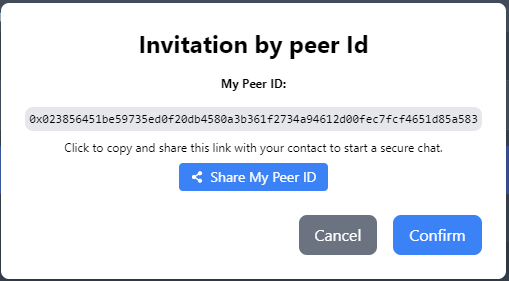 Invitation by peer Id
My Peer ID:
0x023856451be59735ed0f20db4580a3b361f2734a94612d00fec7fcf4651d85a583
Click to copy and share this link with your contact to start a secure chat.
Share My Peer ID
Cancel
Confirm